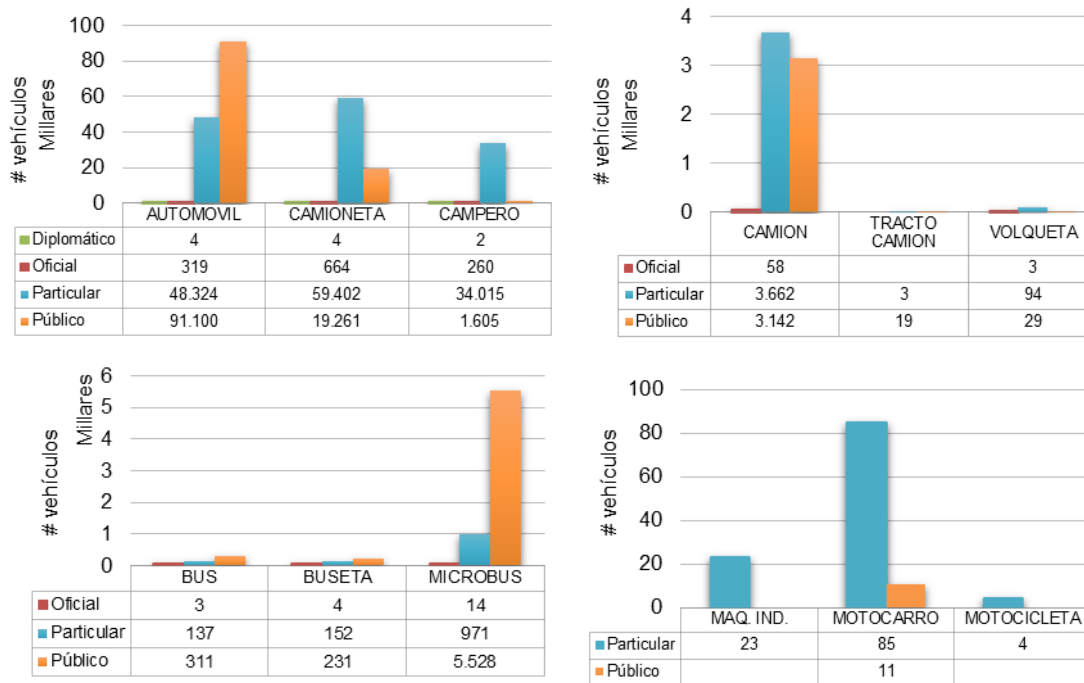 # vehículos
Millares
100
80
60
40
20
0
AUTOMOVIL CAMIONETA CAMPERO
Diplomático 4 4 2
Oficial 319 664 260
Particular 48.324 59.402 34.015
Público 91.100 19.261 1.605
# vehículos
Millares
4
3
2
1
0
CAMION TRACTO CAMION VOLQUETA
Oficial 58 3
Particular 3.662 3 94
Público 3.142 19 29
# vehículos
Millares
6
5
4
3
2
1
0
BUS BUSETA MICROBUS
Oficial 3 4 14
Particular 137 152 971
Público 311 231 5.528
# vehículos
100
80
60
40
20
0
MAQ. IND. MOTOCARRO MOTOCICLETA
Particular 23 85 4
Público 11